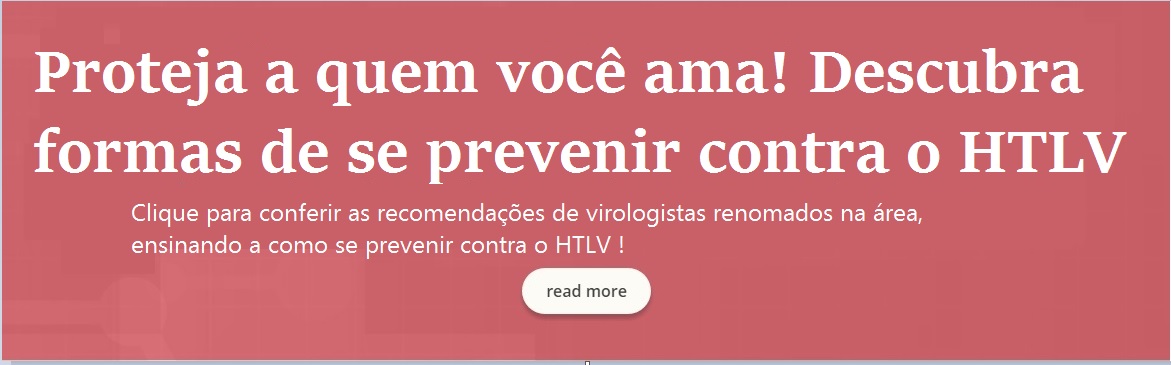 Proteja a quem você ama! Descubra
formas de se prevenir contra o HTLV
Clique para conferir as recomendações de virologistas renomados na área,
ensinando a como se prevenir contra o HTLV !
read more